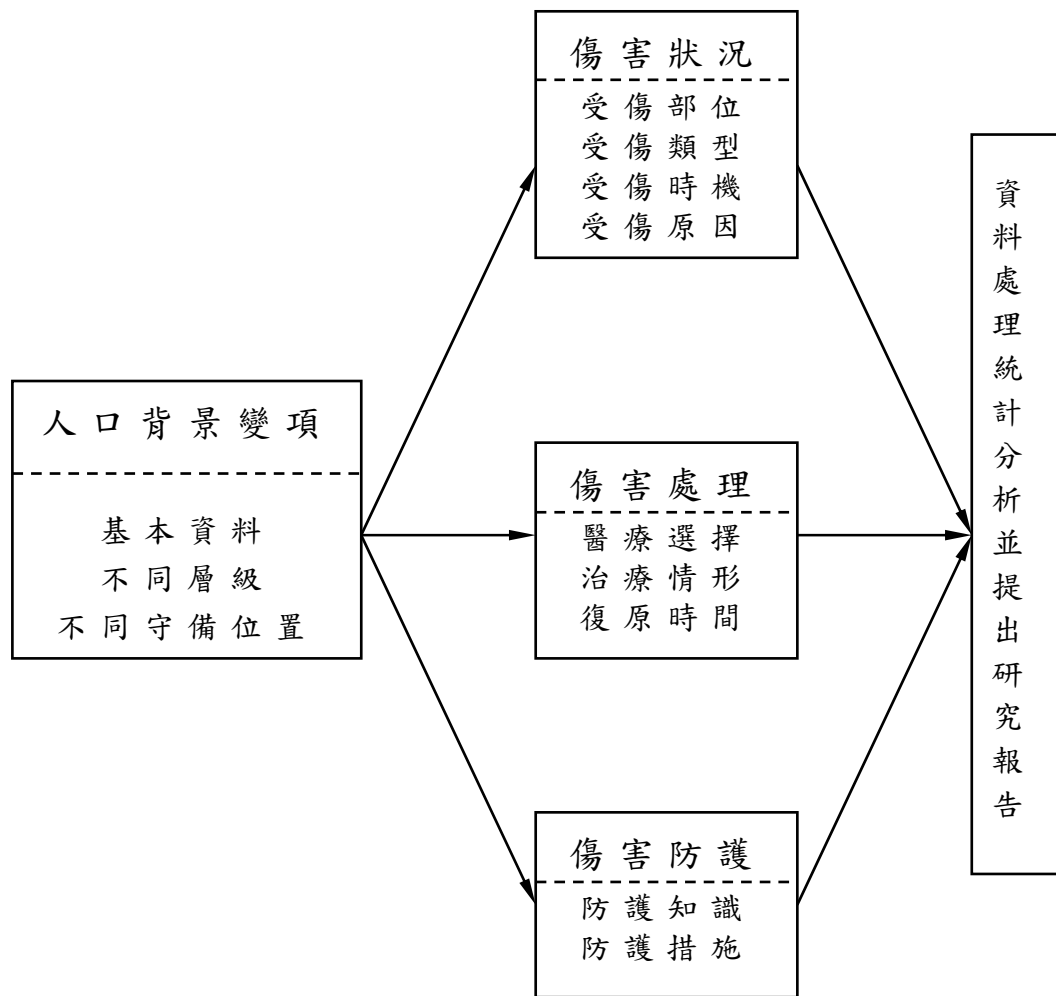 傷害狀況
受傷部位
受傷類型
受傷時機
受傷原因
人口背景變項
基本資料
不同層級
不同守備位置
傷害處理
醫療選擇
治療情形
復原時間
傷害防護
防護知識
防護措施
資料處理統計分析並提出研究報告